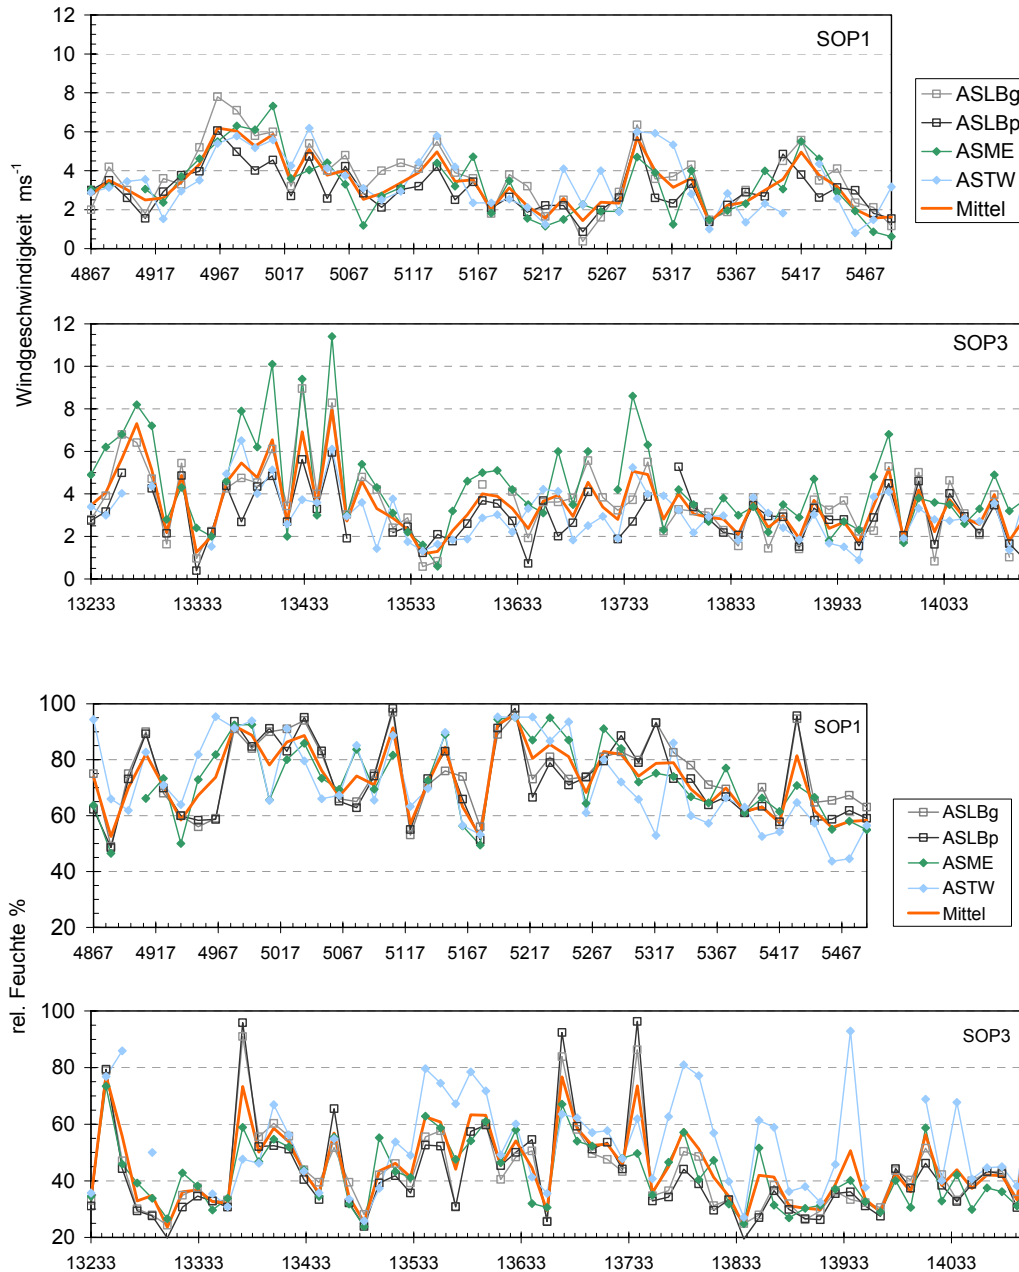 12
10
8
6
4
2
0
SOP1
4867 4917 4967 5017 5067 5117 5167 5217 5267 5317 5367 5417 5467
ASLBg
ASLBp
ASME
ASTW
Mittel
Windgeschwindigkeit ms-1
12
10
8
6
4
2
0
SOP3
13233 13333 13433 13533 13633 13733 13833 13933 14033
100
80
60
40
20
SOP1
4867 4917 4967 5017 5067 5117 5167 5217 5267 5317 5367 5417 5467
ASLBg
ASLBp
ASME
ASTW
Mittel
rel. Feuchte %
100
80
60
40
20
SOP3
13233 13333 13433 13533 13633 13733 13833 13933 14033